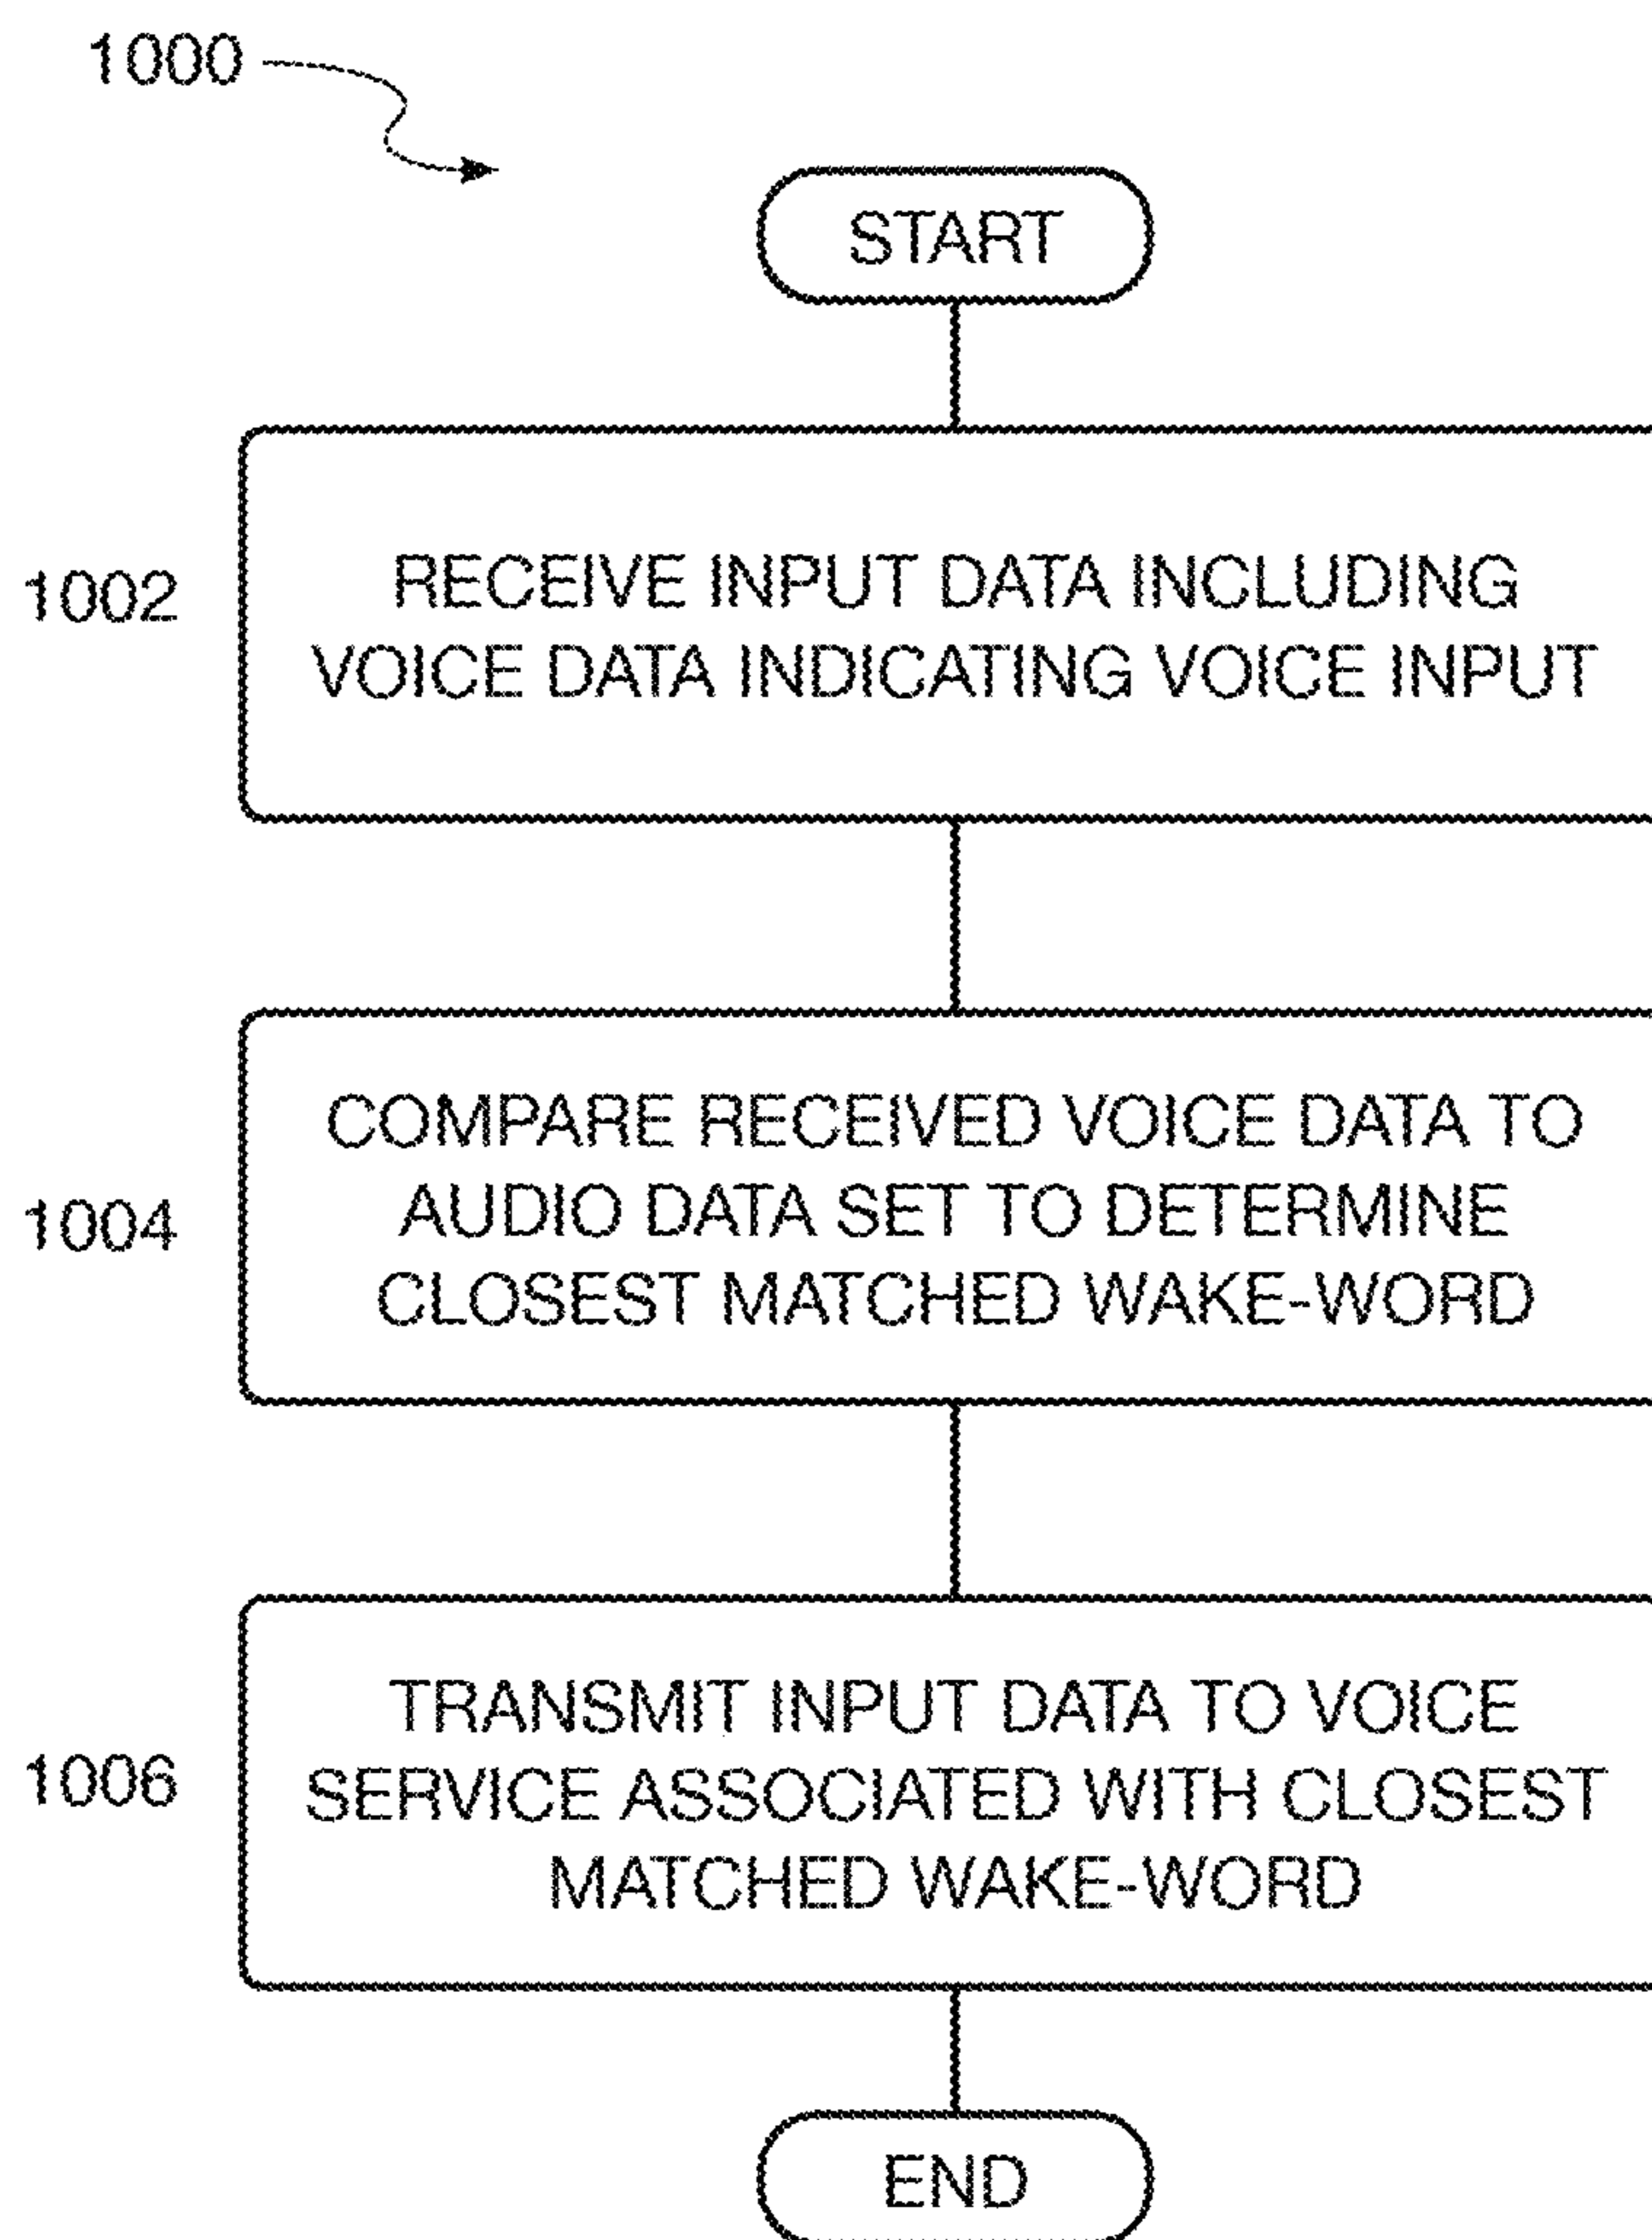 1000
START
1002
RECEIVE INPUT DATA INCLUDING
VOICE DATA INDICATING VOICE INPUT
1004
COMPARE RECEIVED VOICE DATA TO
AUDIO DATA SET TO DETERMINE
CLOSEST MATCHED WAKE-WORD
1006
TRANSMIT INPUT DATA TO VOICE
SERVICE ASSOCIATED WITH CLOSEST
MATCHED WAKE-WORD
END